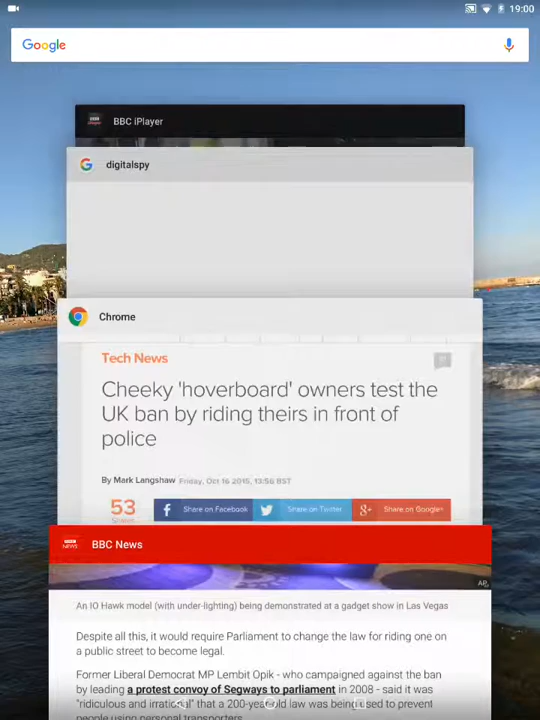 19:00
Google
BBC iPlayer
digitalspy
Chrome
Tech News
Cheeky 'hoverboard' owners test the
UK ban by riding theirs in front of
police
By Mark Langshaw Friday, Oct 16 2015, 13:56 BST
53
Shares
Share on Facebook
Share on Twitter
Share on Google+
BBC News
AP
An IO Hawk model (with under-lighting) being demonstrated at a gadget show in Las Vegas
Despite all this, it would require Parliament to change the law for riding one on
a public street to become legal.
Former Liberal Democrat MP Lembit Opik - who campaigned against the ban
by leading a protest convoy of Segways to parliament in 2008 - said it was
"ridiculous and irrational" that a 200-year-old law was being used to prevent
people using personal transporters.